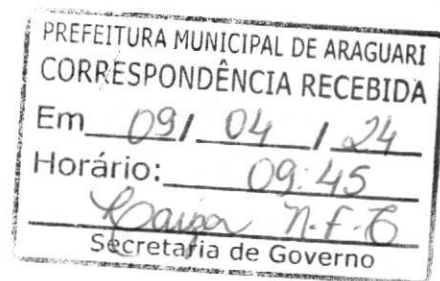 PREFEITURA MUNICIPAL DE ARAGUARI
CORRESPONDÊNCIA RECEBIDA
Em 09/ 04 / 24
Horário: 09:45
n.f.
Secretaria de Governo